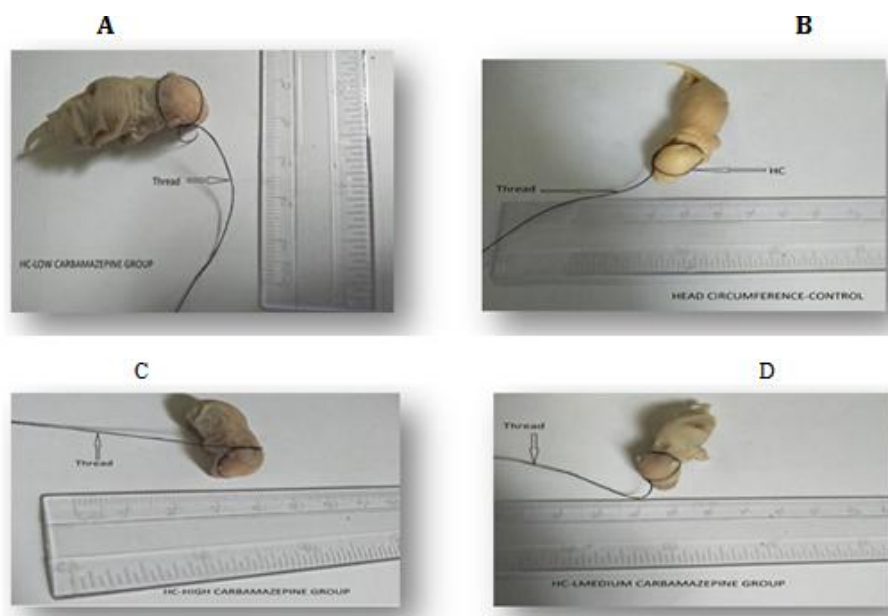 A
B
Thread
HC-LOW CARBAMAZEPINE GROUP
HC
Thread
HEAD CIRCUMFERENCE-CONTROL
C
D
Thread
HC-HIGH CARBAMAZEPINE GROUP
Thread
HC-LMEDIUM CARBAMAZEPINE GROUP